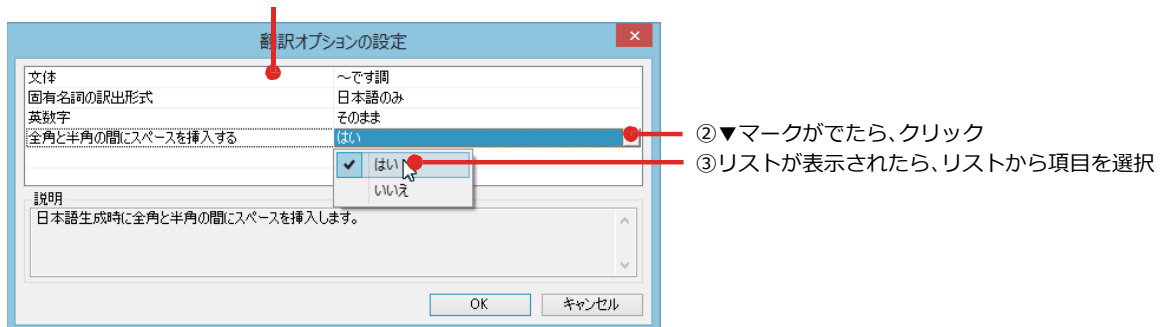 翻訳オプションの設定
文体 ～です調
固有名詞の訳出形式 日本語のみ
英数字 そのまま
全角と半角の間にスペースを挿入する はい
②▼マークがでたら、クリック
✔ はい
③リストが表示されたら、リストから項目を選択
いいえ
説明
日本語生成時に全角と半角の間にスペースを挿入します。
OK キャンセル